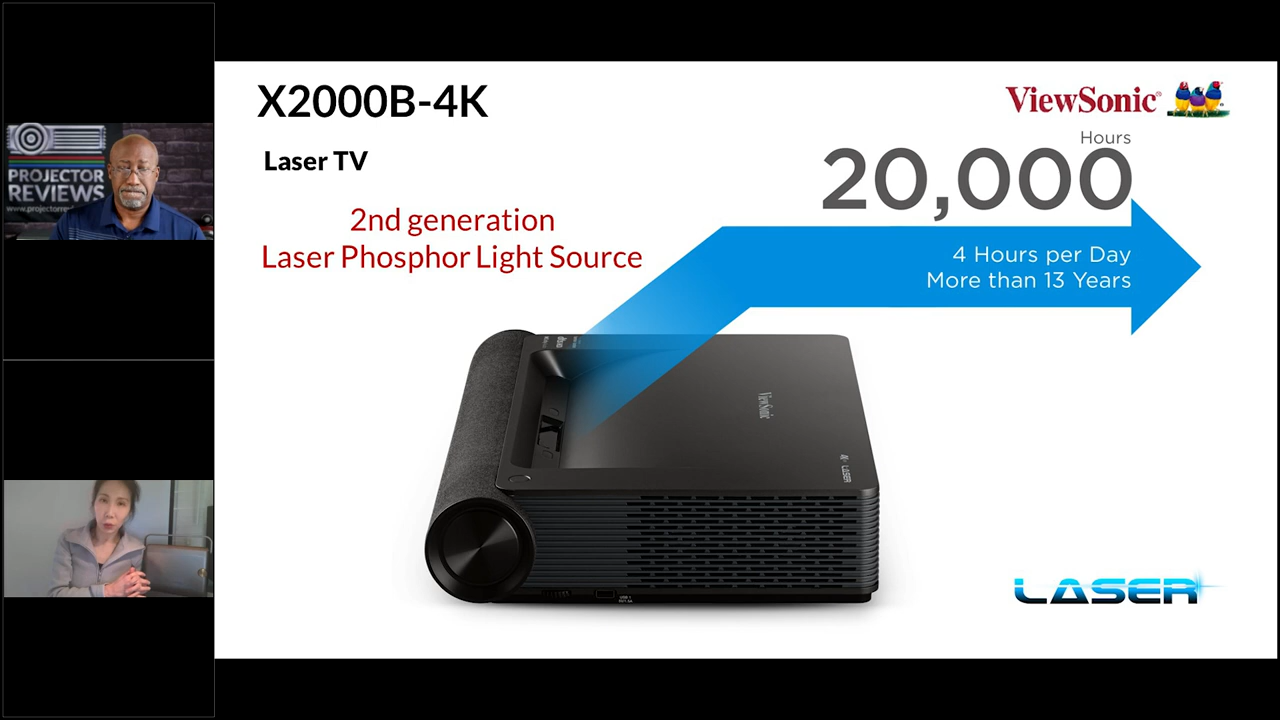 X2000B-4K
ViewSonic®
Laser TV
Hours
20,000
2nd generation
Laser Phosphor Light Source
4 Hours per Day
More than 13 Years
PROJECTOR
REVIEWS
ViewSonic
LASER
LASER